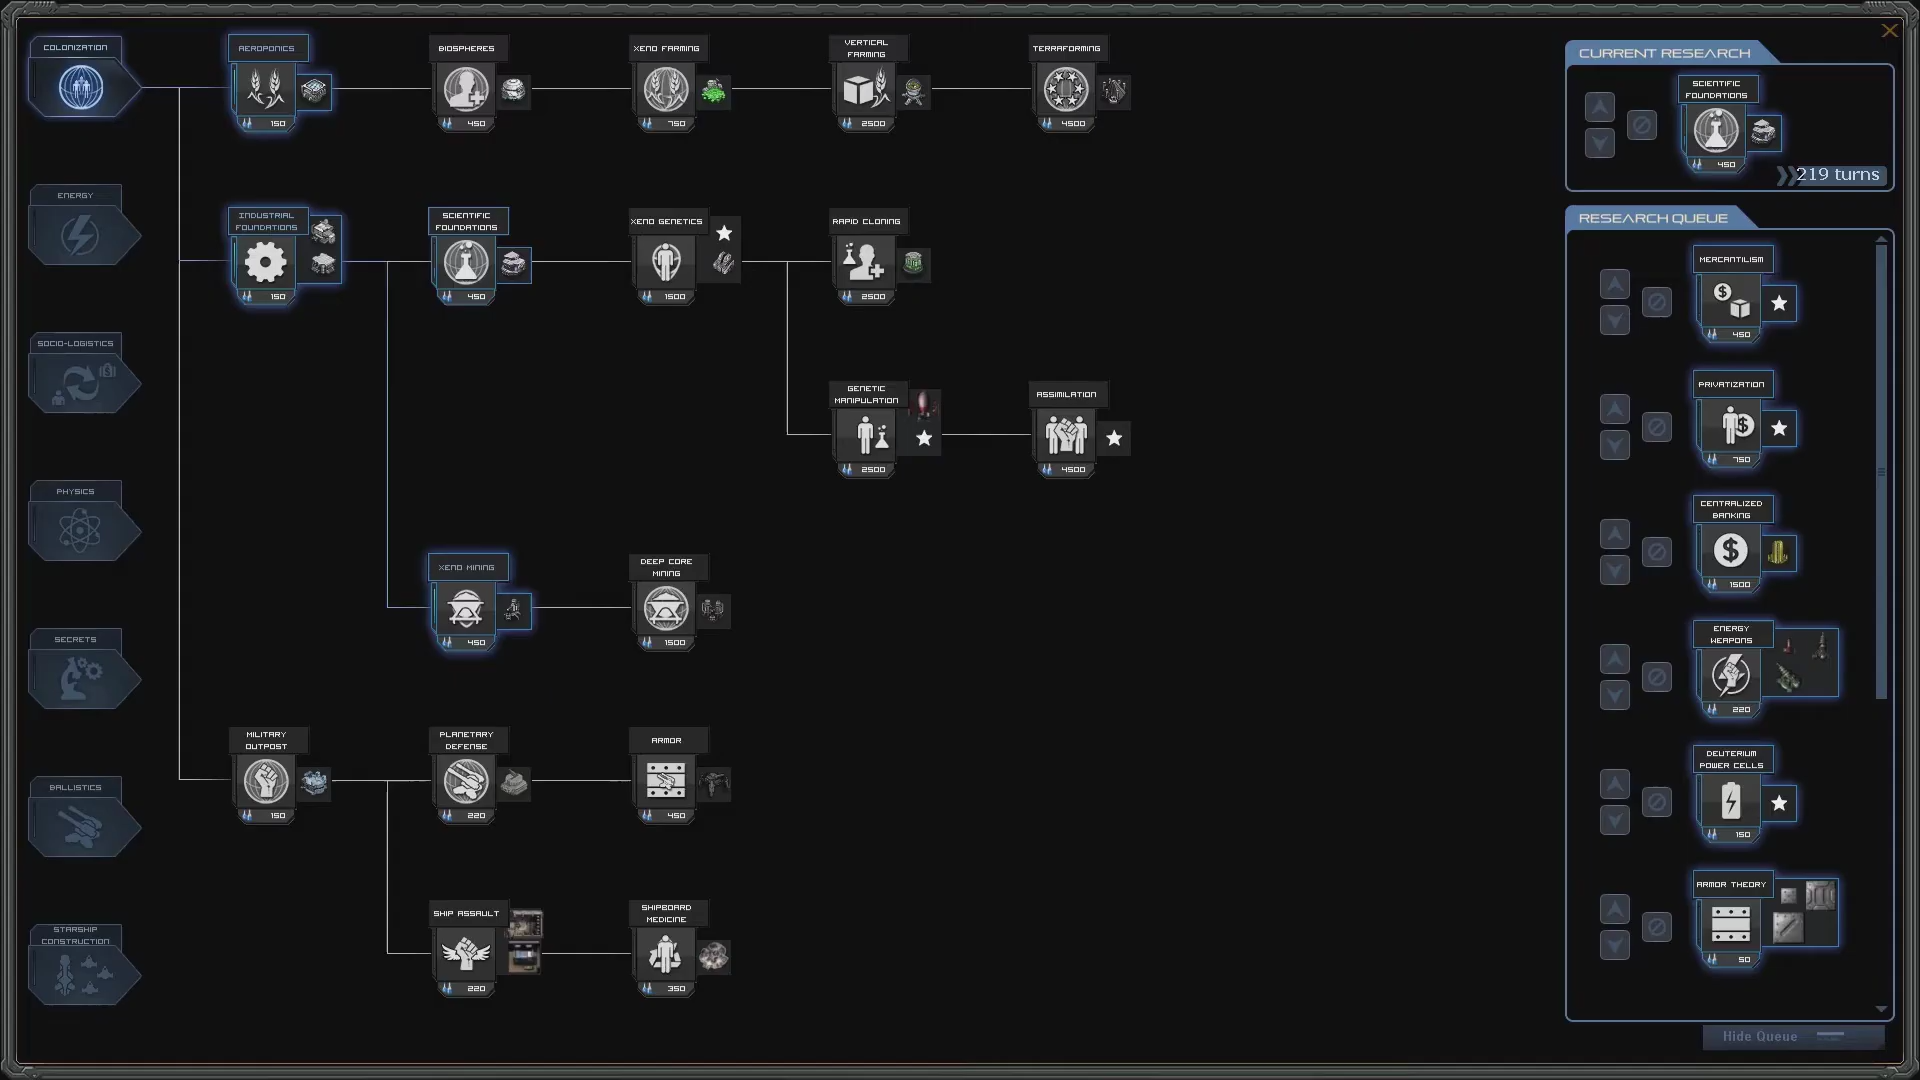 COLONIZATION
ENERGY
SOCIO-LOGISTICS
PHYSICS
SECRETS
BALLISTICS
STARSHIP
CONSTRUCTION
AEROPONICS
150
BIOSPHERES
450
XENO FARMING
750
VERTICAL
FARMING
2500
TERRAFORMING
4500
INDUSTRIAL
FOUNDATIONS
150
SCIENTIFIC
FOUNDATIONS
450
XENO GENETICS
1500
RAPID CLONING
2500
GENETIC
MANIPULATION
2500
ASSIMILATION
4500
XENO MINING
450
DEEP CORE
MINING
1500
MILITARY
OUTPOST
150
PLANETARY
DEFENSE
220
ARMOR
450
SHIP ASSAULT
220
SHIPBOARD
MEDICINE
350
CURRENT RESEARCH
SCIENTIFIC
FOUNDATIONS
450
219 turns
RESEARCH QUEUE
MERCANTILISM
450
PRIVATIZATION
750
CENTRALIZED
BANKING
1500
ENERGY
WEAPONS
220
DEUTERIUM
POWER CELLS
150
ARMOR THEORY
50
Hide Queue